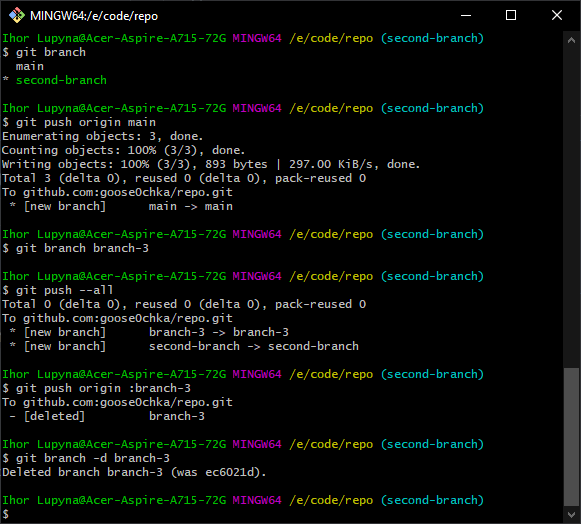 MINGW64:/e/code/repo
Ihor Lupyna@Acer-Aspire-A715-72G MINGW64 /e/code/repo (second-branch)
$ git branch
  main
* second-branch
Ihor Lupyna@Acer-Aspire-A715-72G MINGW64 /e/code/repo (second-branch)
$ git push origin main
Enumerating objects: 3, done.
Counting objects: 100% (3/3), done.
Writing objects: 100% (3/3), 893 bytes | 297.00 KiB/s, done.
Total 3 (delta 0), reused 0 (delta 0), pack-reused 0
To github.com:gooseOchka/repo.git
 * [new branch]      main -> main
Ihor Lupyna@Acer-Aspire-A715-72G MINGW64 /e/code/repo (second-branch)
$ git branch branch-3
Ihor Lupyna@Acer-Aspire-A715-72G MINGW64 /e/code/repo (second-branch)
$ git push --all
Total 0 (delta 0), reused 0 (delta 0), pack-reused 0
To github.com:gooseOchka/repo.git
 * [new branch]      branch-3 -> branch-3
 * [new branch]      second-branch -> second-branch
Ihor Lupyna@Acer-Aspire-A715-72G MINGW64 /e/code/repo (second-branch)
$ git push origin :branch-3
To github.com:gooseOchka/repo.git
 - [deleted]         branch-3
Ihor Lupyna@Acer-Aspire-A715-72G MINGW64 /e/code/repo (second-branch)
$ git branch -d branch-3
Deleted branch branch-3 (was ec6021d).
Ihor Lupyna@Acer-Aspire-A715-72G MINGW64 /e/code/repo (second-branch)
$